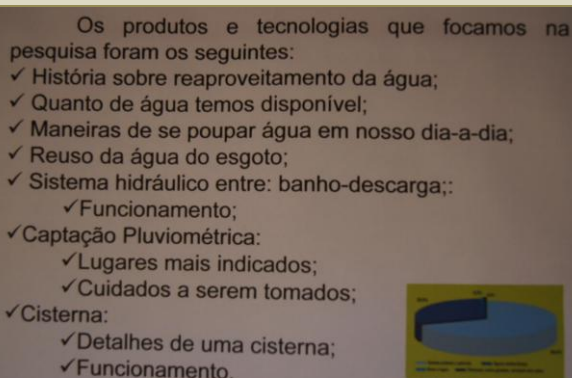 Os produtos e tecnologias que focamos na
pesquisa foram os seguintes:
✓ História sobre reaproveitamento da água;
✓ Quanto de água temos disponível;
✓ Maneiras de se poupar água em nosso dia-a-dia;
✓ Reuso da água do esgoto;
✓ Sistema hidráulico entre: banho-descarga;:
✓Funcionamento;
✓Captação Pluviométrica:
✓Lugares mais indicados;
✓Cuidados a serem tomados;
✓Cisterna:
✓Detalhes de uma cisterna;
✓Funcionamento.